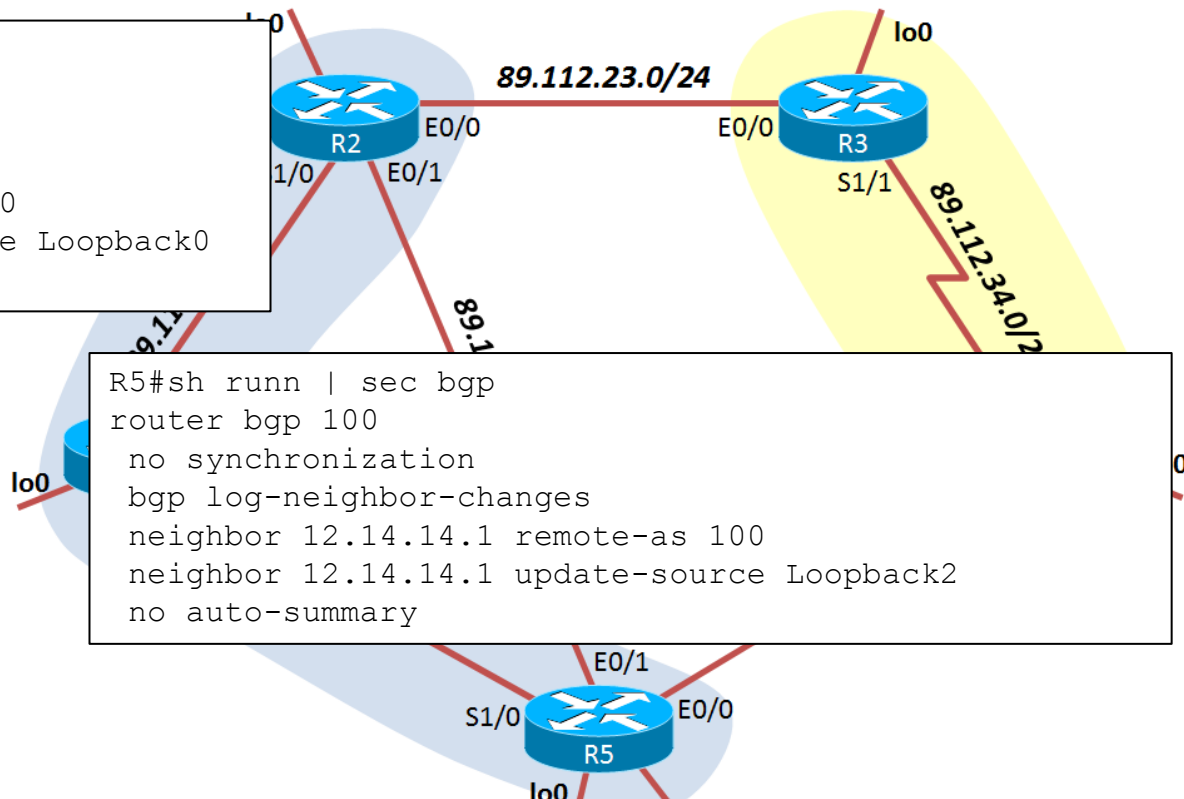 lo0
lo0
89.112.23.0/24
E0/0
E0/0
R2
R3
1/0
E0/1
S1/1
0
e Loopback0
89.112.34.0/2
9.11
89.1
R5#sh runn | sec bgp
router bgp 100
no synchronization
bgp log-neighbor-changes
neighbor 12.14.14.1 remote-as 100
neighbor 12.14.14.1 update-source Loopback2
no auto-summary
lo0
0
E0/1
S1/0
E0/0
R5
lo0